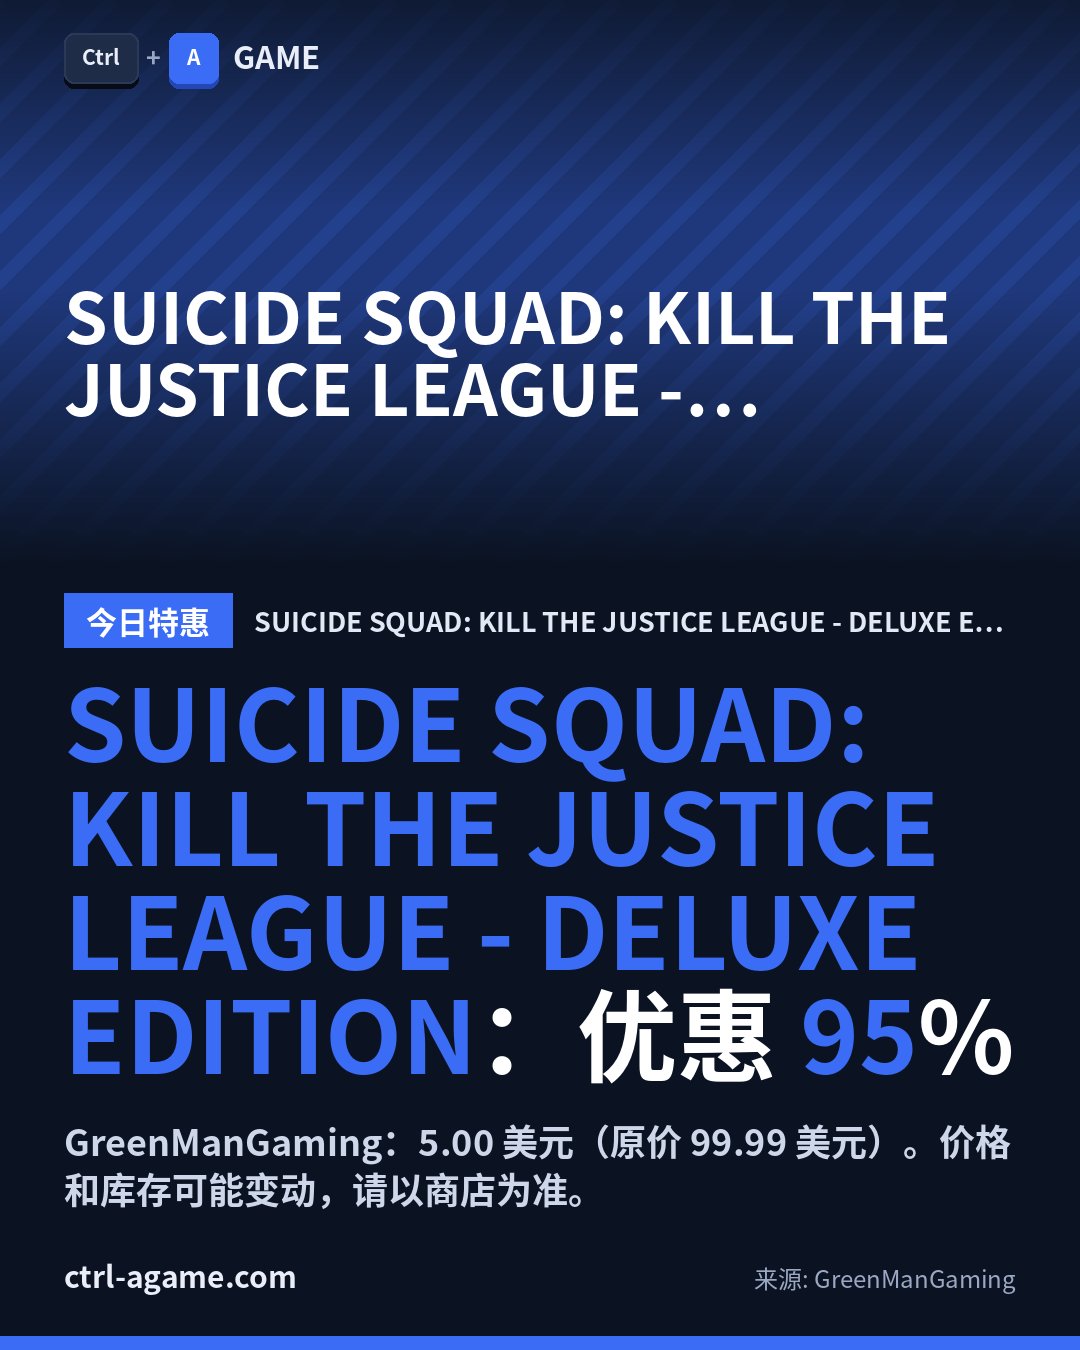 Ctrl + A GAME
SUICIDE SQUAD: KILL THE
JUSTICE LEAGUE -...
今日特惠 SUICIDE SQUAD: KILL THE JUSTICE LEAGUE - DELUXE E...
SUICIDE SQUAD:
KILL THE JUSTICE
LEAGUE - DELUXE
EDITION：优惠 95%
GreenManGaming：5.00 美元（原价 99.99 美元）。价格
和库存可能变动，请以商店为准。
ctrl-agame.com
来源: GreenManGaming